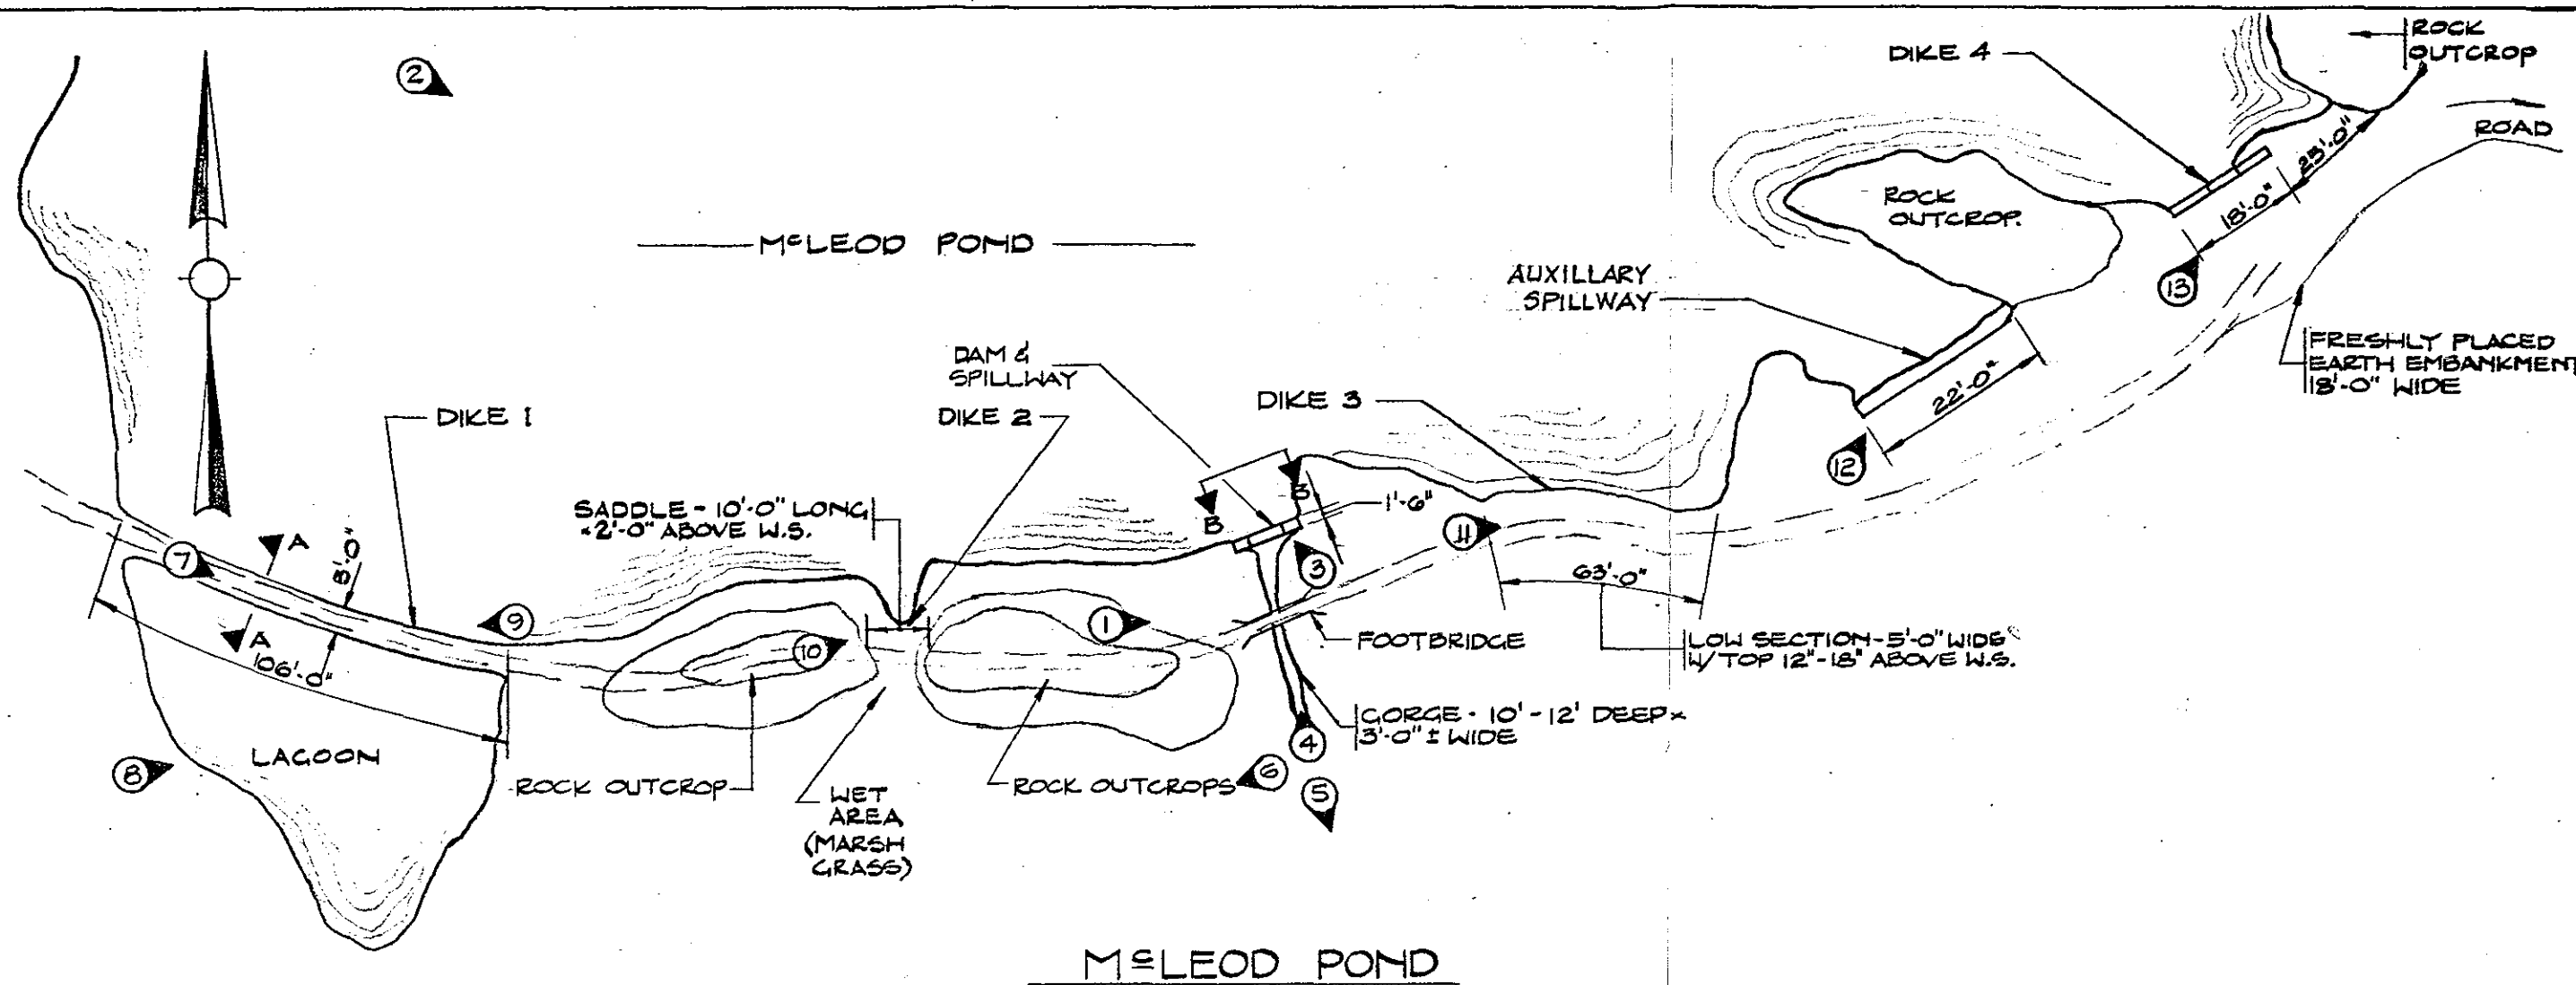 ROCK
OUTCROP
DIKE 4
2
ROAD
25'-0"
ROCK
OUTCROP.
18'-0"
McLEOD POND
AUXILLARY
SPILLWAY
13
FRESHLY PLACED
EARTH EMBANKMENT
18'-0" WIDE
DAM &
SPILLWAY
DIKE 1
DIKE 2
DIKE 3
22'-0"
12
SADDLE - 10'-0" LONG
×2'-0" ABOVE W.S.
B
B
1'-6"
11
A
7
8'-0"
3
63'-0"
9
1
10
A
106'-0"
FOOTBRIDGE
LOW SECTION - 5'-0" WIDE
W/TOP 12"-18" ABOVE W.S.
GORGE - 10'-12' DEEP ×
3'-0" ± WIDE
4
LAGOON
8
ROCK OUTCROP
WET
AREA
(MARSH
GRASS)
ROCK OUTCROPS
6
5
McLEOD POND